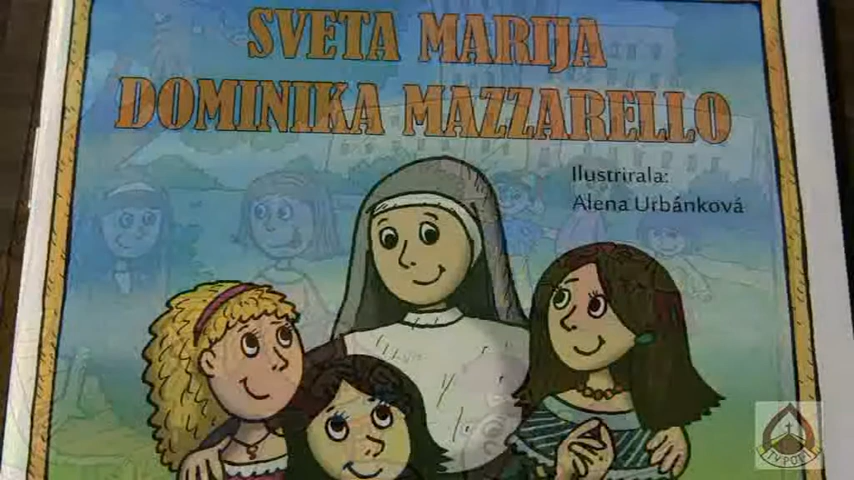 SVETA MARIJA
DOMINIKA MAZZARELLO
Ilustrirala:
Alena Urbánková